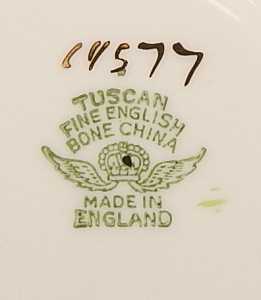 TUSCAN
FINE ENGLISH
BONE CHINA
MADE IN
ENGLAND